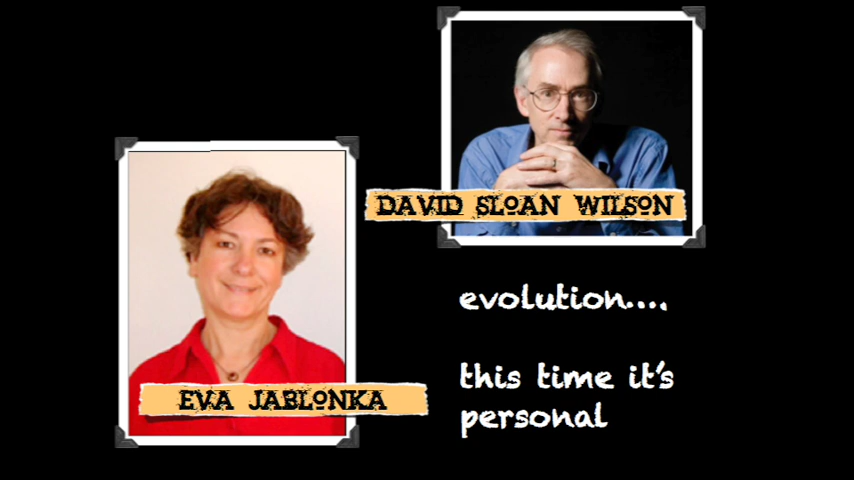 DAVID SLOAN WILSON
EVA JABLONKA
evolution....
this time it's
personal